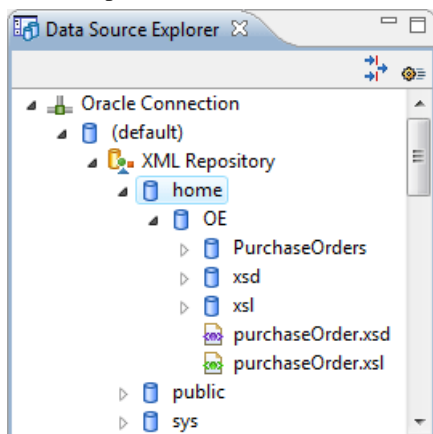 Data Source Explorer
Oracle Connection
(default)
XML Repository
home
OE
PurchaseOrders
xsd
xsl
purchaseOrder.xsd
purchaseOrder.xsl
public
sys